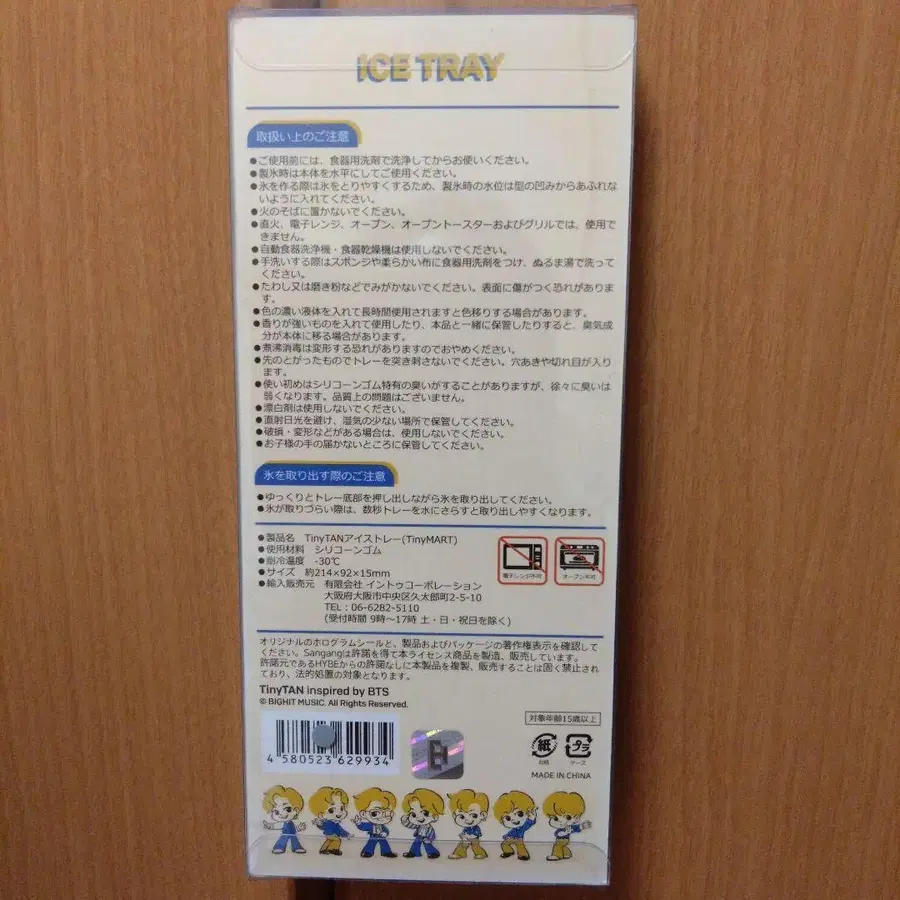 ICE TRAY
取扱い上のご注意
●ご使用前には、食器用洗剤で洗浄してからお使いください。
●製氷時は本体を水平にしてご使用ください。
●氷を作る際は氷をとりやすくするため、製氷時の水位は型の凹みからあふれな
いように入れてください。
●火のそばに置かないでください。
●直火、電子レンジ、オーブン、オーブントースターおよびグリルでは、使用で
きません。
●自動食器洗浄機・食器乾燥機は使用しないでください。
●手洗いする際はスポンジや柔らかい布に食器用洗剤をつけ、ぬるま湯で洗って
ください。
●たわし又は磨き粉などでみがかないでください。表面に傷がつく恐れがありま
す。
●色の濃い液体を入れて長時間使用されますと色移りする場合があります。
●香りが強いものを入れて使用したり、本品と一緒に保管したりすると、臭気成
分が本体に移る場合があります。
●煮沸消毒は変形する恐れがありますのでおやめください。
●先のとがったものでトレーを突き刺さないでください。穴あきや切れ目が入り
ます。
●使い初めはシリコーンゴム特有の臭いがすることがありますが、徐々に臭いは
弱くなります。品質上の問題はございません。
●漂白剤は使用しないでください。
●直射日光を避け、湿気の少ない場所で保管してください。
●破損・変形などがある場合は、使用しないでください。
●お子様の手の届かないところに保管してください。
氷を取り出す際のご注意
●ゆっくりとトレー底部を押し出しながら氷を取り出してください。
●氷が取りづらい際は、数秒トレーを水にさらすと取り出しやすくなります。
●製品名 TinyTANアイストレー(TinyMART)
●使用材料 シリコーンゴム
●耐冷温度 -30℃
●サイズ 約214×92×15mm
●輸入販売元 有限会社 イントゥコーポレーション
大阪府大阪市中央区久太郎町2-5-10
TEL : 06-6282-5110
(受付時間 9時〜17時 土・日・祝日を除く)
電子レンジ不可
オーブン不可
オリジナルのホログラムシールと、製品およびパッケージの著作権表示を確認して
ください。Sangangは許諾を得て本ライセンス商品を製造、販売しています。
許諾元であるHYBEからの許諾なしに本製品を複製、販売することは固く禁止されて
おり、法的処置の対象となります。
TinyTAN inspired by BTS
© BIGHIT MUSIC. All Rights Reserved.
対象年齢15歳以上
4 580523 629934
紙
台紙
プラ
ケース
MADE IN CHINA